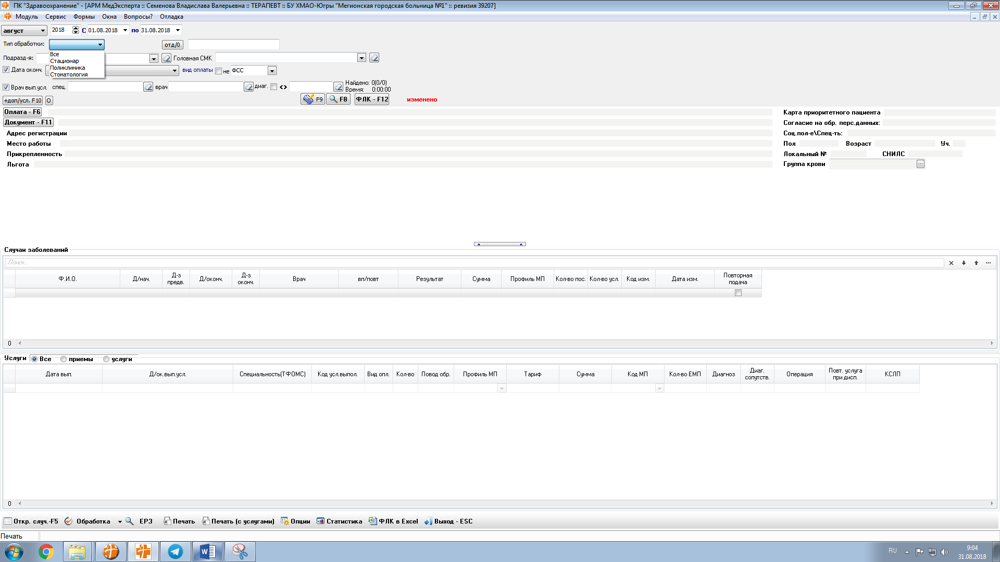 ПК "Здравоохранение" - [АРМ МедЭксперта :: Семенова Владислава Валерьевна :: ТЕРАПЕВТ :: БУ ХМАО-Югры "Мегионская городская больница №1" :: ревизия 39207]
Модуль Сервис Формы Окна Вопросы? Отладка
август 2018 С 01.08.2018 по 31.08.2018
Тип обработки: отд/0
Все
Стационар
Поликлиника
Стоматология
Подразд-я: Головная СМК
Дата оконч. вид оплаты не ФСС
Врач вып.усл. спец. врач диаг. <> Найдено: 0(0/0)
Время: 0:00:00
+доп/усл. F10 О F9 F8 ФЛК - F12 изменено
Оплата - F6 Карта приоритетного пациента
Документ - F11 Согласие на обр. перс.данных:
Адрес регистрации Соц.пол-е\Спец-ть:
Место работы Пол Возраст Уч.
Прикрепленность Локальный № СНИЛС
Льгота Группа крови ...
Случаи заболеваний
Поиск...
Ф.И.О. Д/нач. Д-з предв. Д/оконч. Д-з оконч. Врач вп/повт Результат Сумма Профиль МП Кол-во пос. Кол-во усл. Код изм. Дата изм. Повторная подача
0
Услуги Все приемы услуги
Дата вып. Д/ок.вып.усл. Специальность(ТФОМС) Код усл.выпол. Вид опл. Кол-во Повод обр. Профиль МП Тариф Сумма Код МП Кол-во ЕМП Диагноз Диаг. сопутств. Операция Повт. услуга при дисп. КСЛП
0
Откр. случ.-F5 Обработка ЕРЗ Печать Печать (с услугами) Опции Статистика ФЛК в Excel Выход - ESC
Печать
RU 9:04
31.08.2018